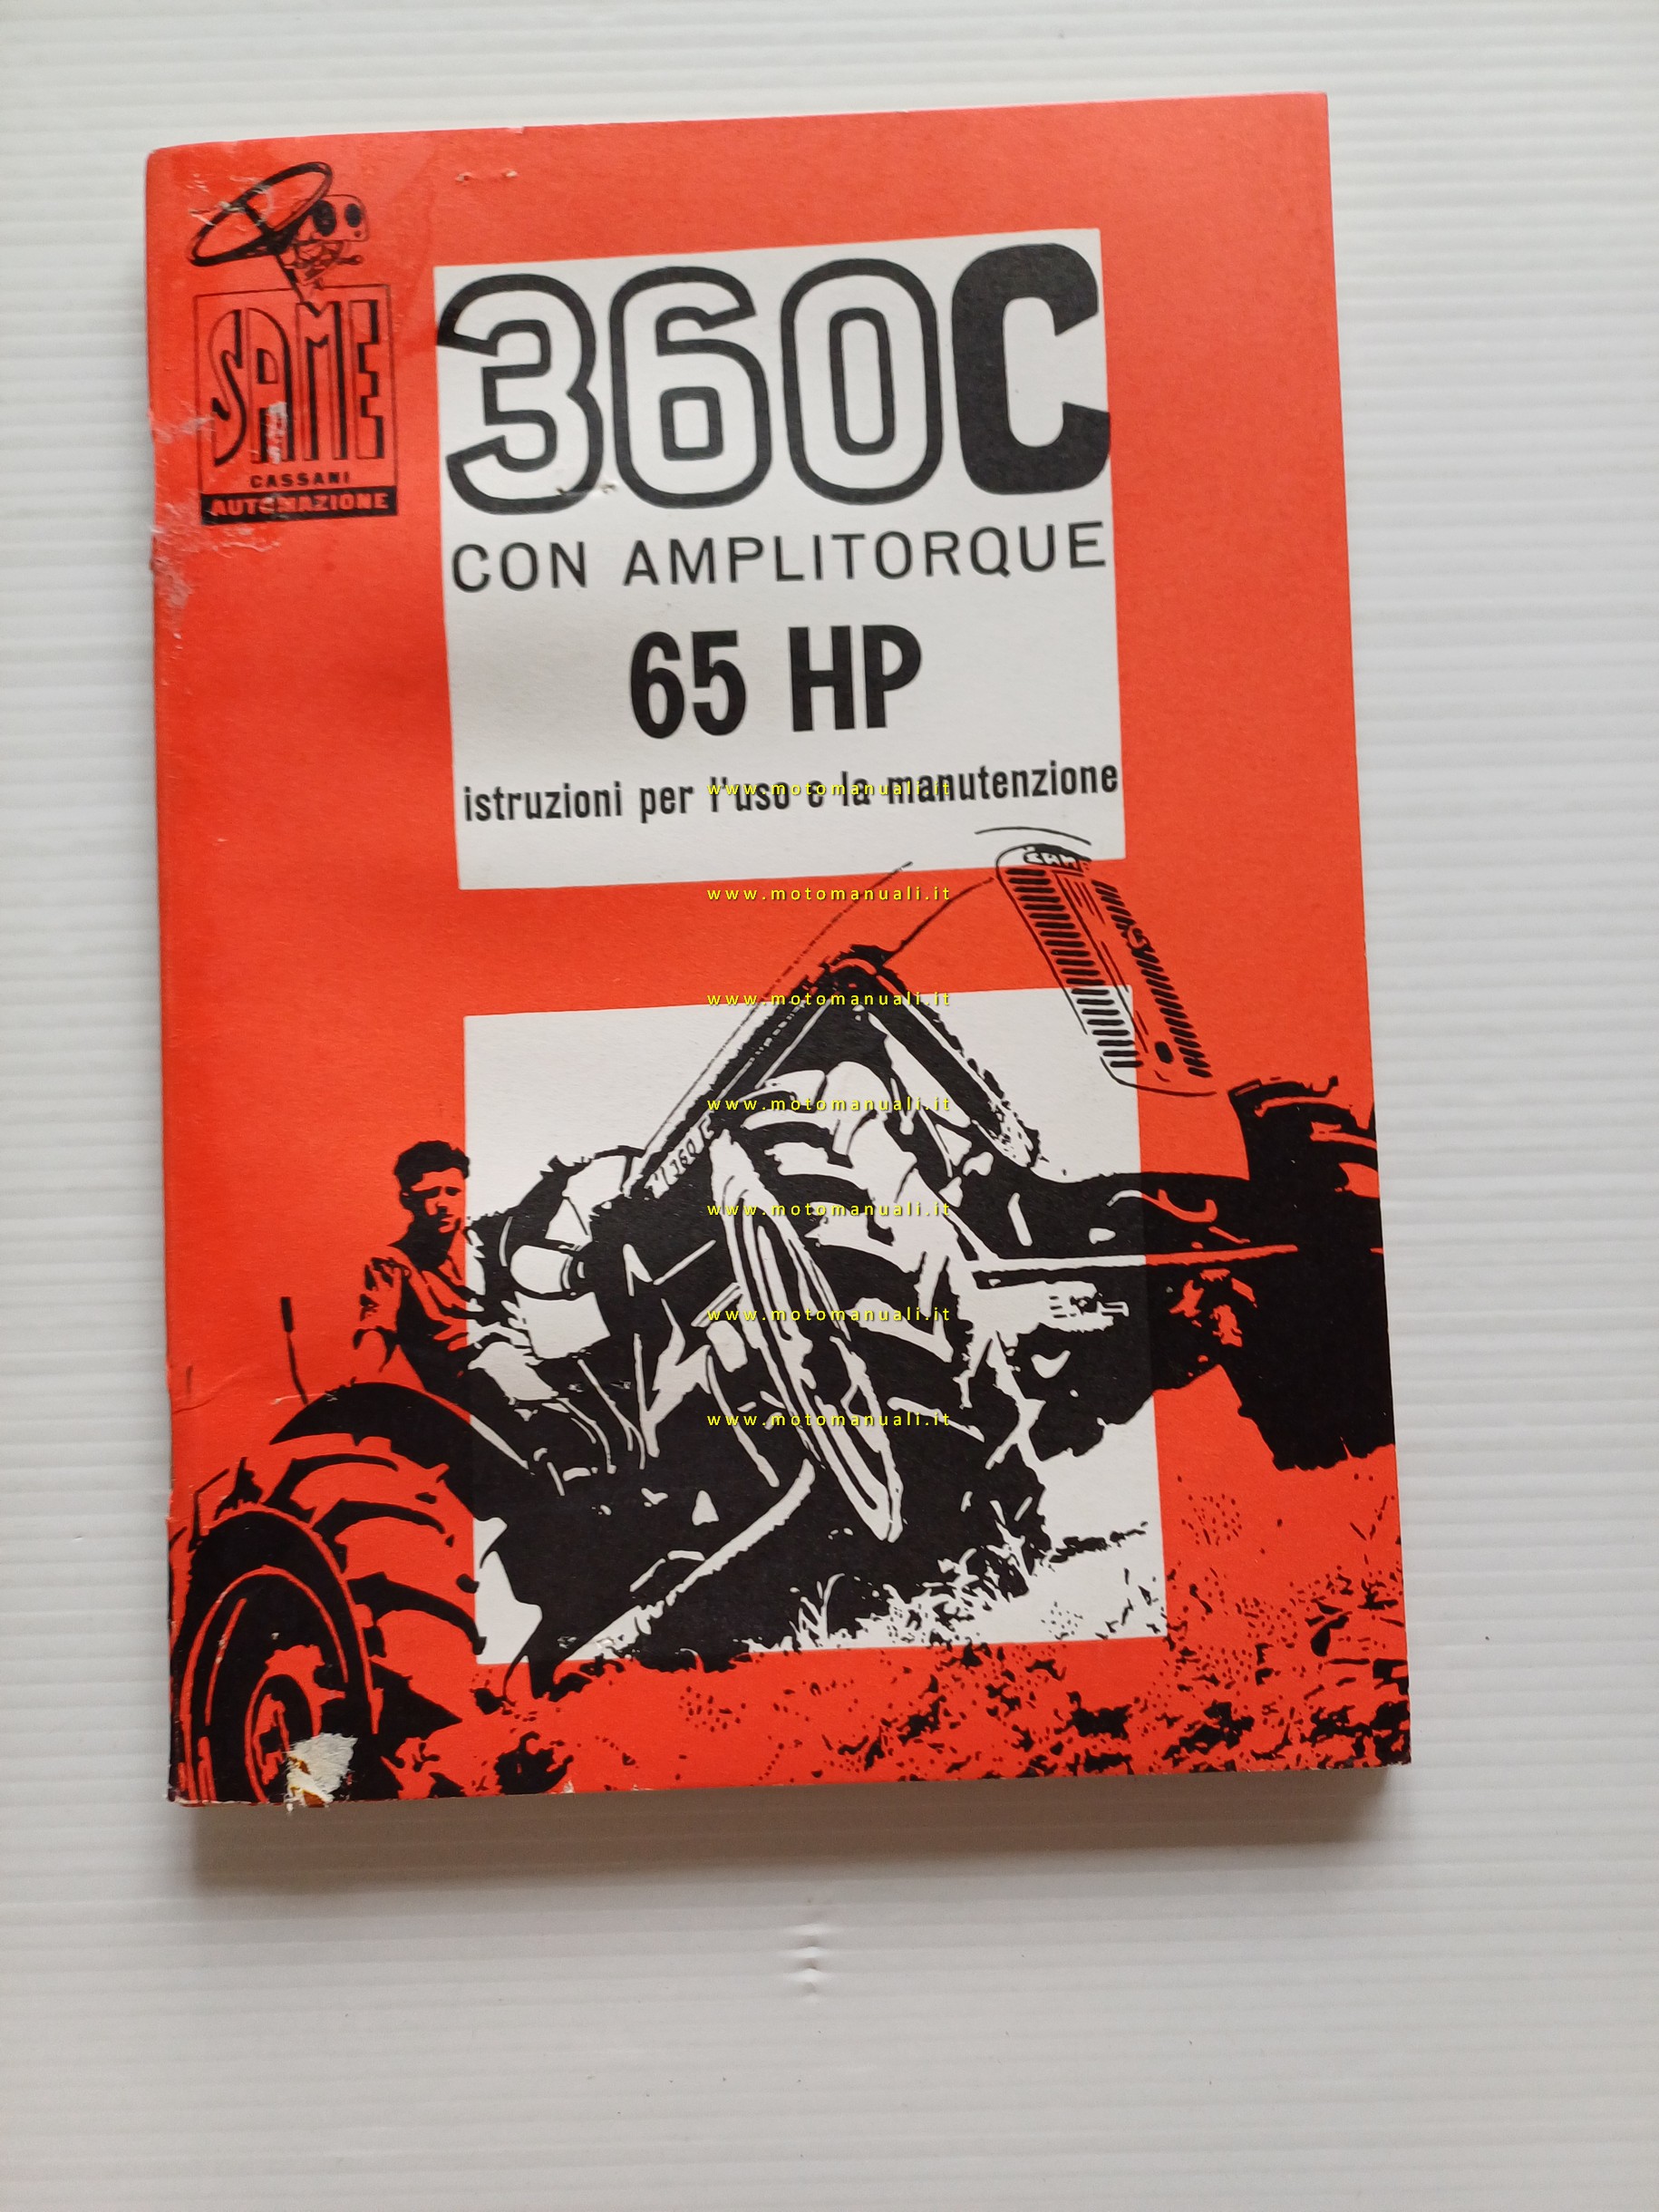 SAME
CASSANI
AUTOMAZIONE
360C
CON AMPLITORQUE
65 HP
istruzioni per l'uso e la manutenzione
www.motomanuali.it
www.motomanuali.it
www.motomanuali.it
www.motomanuali.it
www.motomanuali.it
www.motomanuali.it
www.motomanuali.it